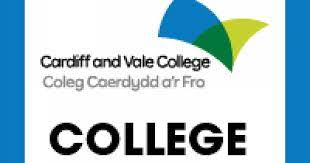 Cardiff and Vale College
Coleg Caerdydd a'r Fro
COLLEGE